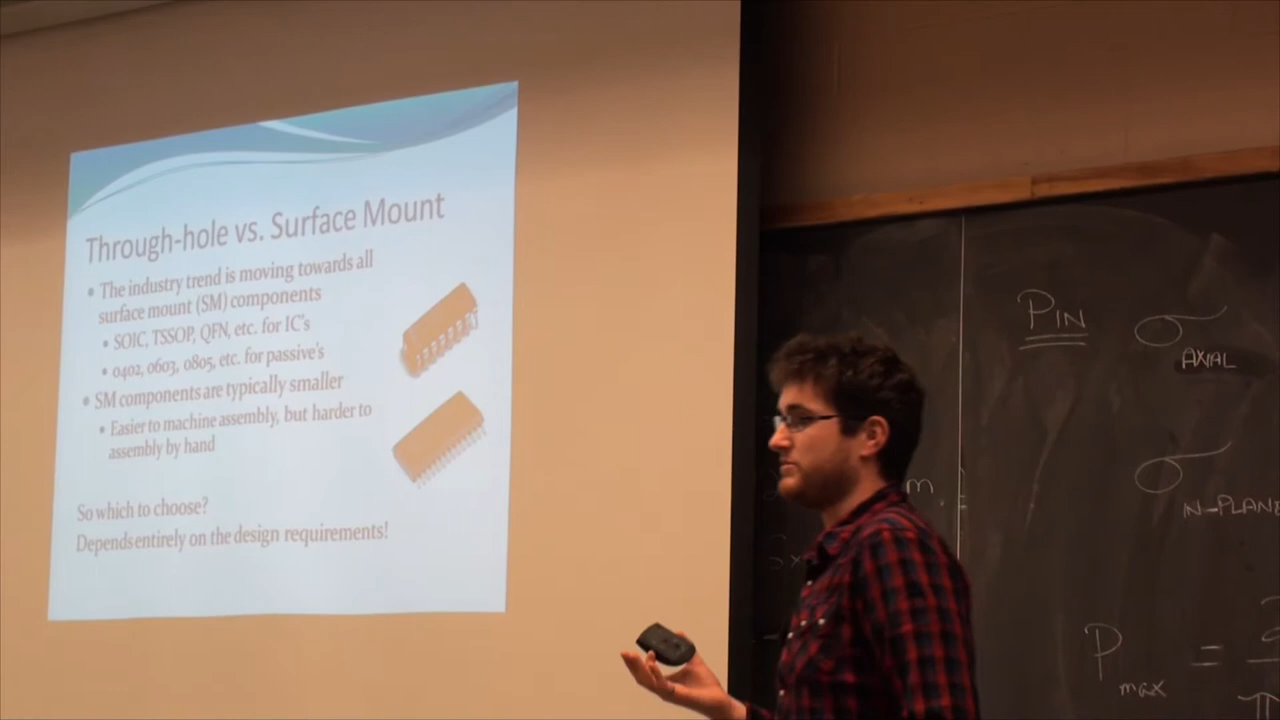 Through-hole vs. Surface Mount
• The industry trend is moving towards all
surface mount (SM) components
• SOIC, TSSOP, QFN, etc. for IC's
• 0402, 0603, 0805, etc. for passive's
• SM components are typically smaller
• Easier to machine assembly, but harder to
assembly by hand
So which to choose?
Depends entirely on the design requirements!
PIN
σ AXIAL
σ IN-PLANE
m.
P max =